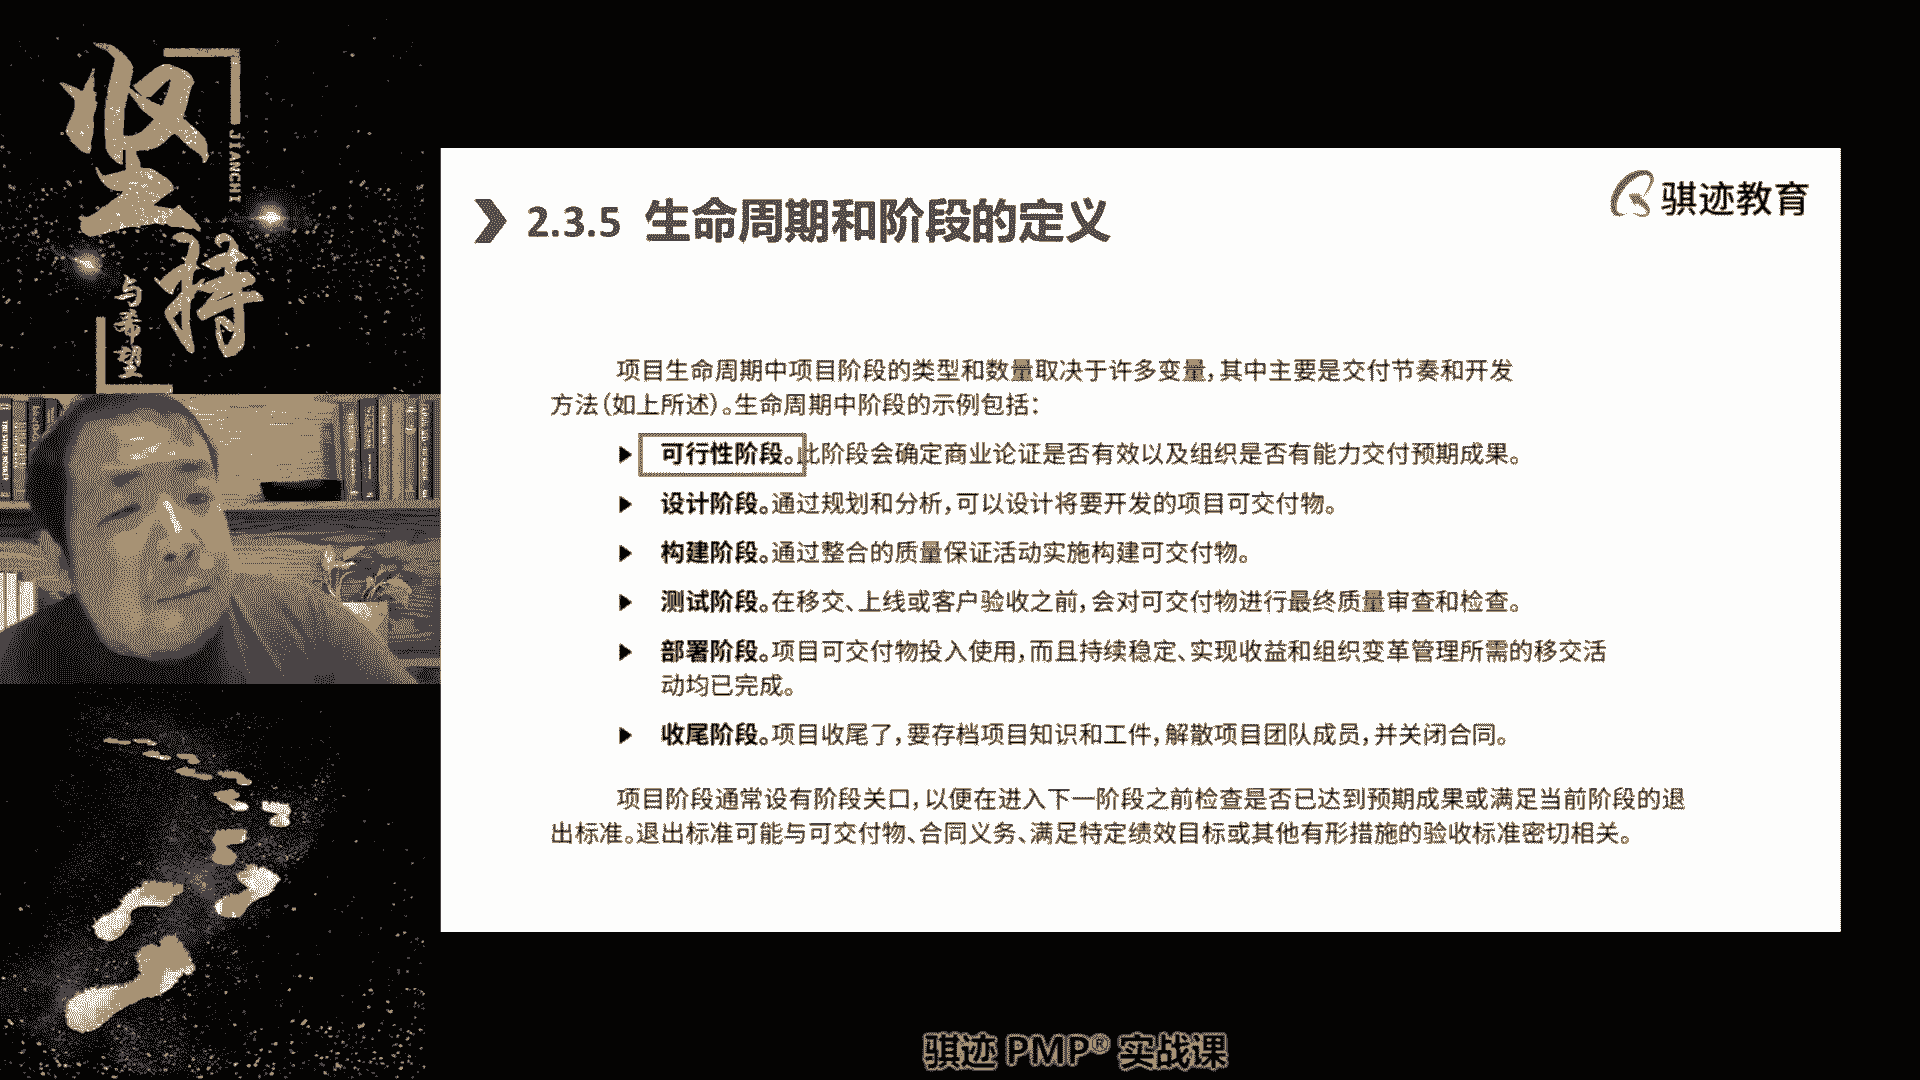 坚持
JIANCHI
与希望
骐迹教育
2.3.5 生命周期和阶段的定义
项目生命周期中项目阶段的类型和数量取决于许多变量,其中主要是交付节奏和开发
方法(如上所述)。生命周期中阶段的示例包括:
可行性阶段。此阶段会确定商业论证是否有效以及组织是否有能力交付预期成果。
设计阶段。通过规划和分析,可以设计将要开发的项目可交付物。
构建阶段。通过整合的质量保证活动实施构建可交付物。
测试阶段。在移交、上线或客户验收之前,会对可交付物进行最终质量审查和检查。
部署阶段。项目可交付物投入使用,而且持续稳定、实现收益和组织变革管理所需的移交活
动均已完成。
收尾阶段。项目收尾了,要存档项目知识和工件,解散项目团队成员,并关闭合同。
项目阶段通常设有阶段关口,以便在进入下一阶段之前检查是否已达到预期成果或满足当前阶段的退
出标准。退出标准可能与可交付物、合同义务、满足特定绩效目标或其他有形措施的验收标准密切相关。
骐迹 PMP® 实战课